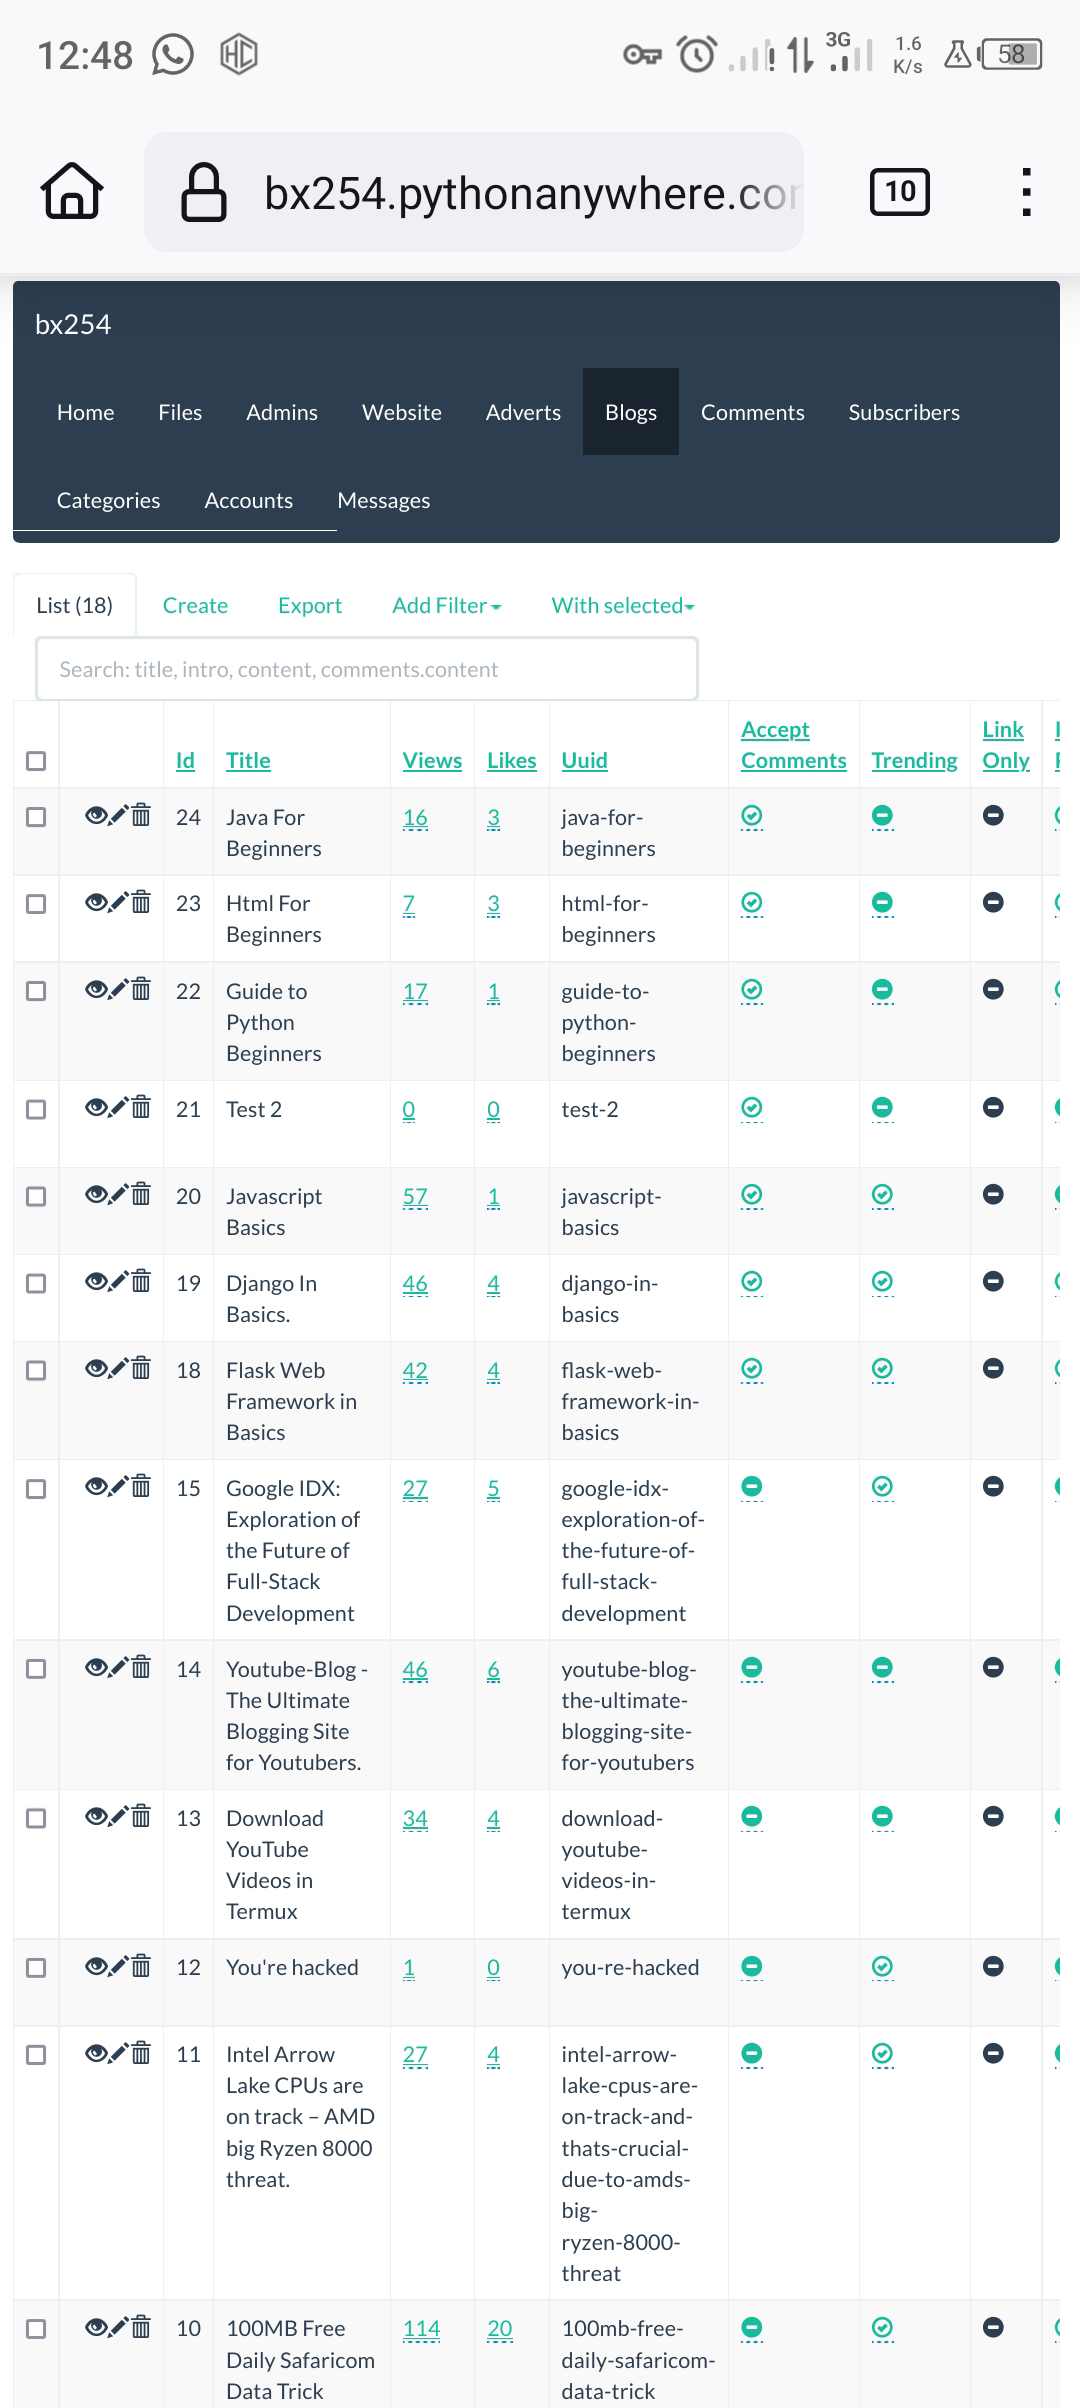 12:48 HC 3G 1.6 K/s 58
bx254.pythonanywhere.com 10
bx254
Home Files Admins Website Adverts Blogs Comments Subscribers
Categories Accounts Messages
List (18) Create Export Add Filter With selected
Search: title, intro, content, comments.content
Accept Link
Id Title Views Likes Uuid Comments Trending Only
24 Java For 16 3 java-for-
Beginners beginners
23 Html For 7 3 html-for-
Beginners beginners
22 Guide to 17 1 guide-to-
Python python-
Beginners beginners
21 Test 2 0 0 test-2
20 Javascript 57 1 javascript-
Basics basics
19 Django In 46 4 django-in-
Basics. basics
18 Flask Web 42 4 flask-web-
Framework in framework-in-
Basics basics
15 Google IDX: 27 5 google-idx-
Exploration of exploration-of-
the Future of the-future-of-
Full-Stack full-stack-
Development development
14 Youtube-Blog - 46 6 youtube-blog-
The Ultimate the-ultimate-
Blogging Site blogging-site-
for Youtubers. for-youtubers
13 Download 34 4 download-
YouTube youtube-
Videos in videos-in-
Termux termux
12 You're hacked 1 0 you-re-hacked
11 Intel Arrow 27 4 intel-arrow-
Lake CPUs are lake-cpus-are-
on track – AMD on-track-and-
big Ryzen 8000 thats-crucial-
threat. due-to-amds-
big-
ryzen-8000-
threat
10 100MB Free 114 20 100mb-free-
Daily Safaricom daily-safaricom-
Data Trick data-trick